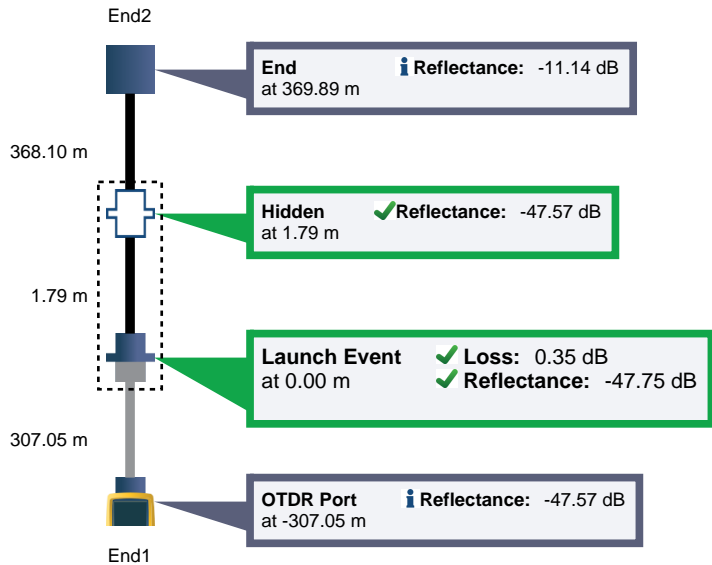 End2
End Reflectance: -11.14 dB
at 369.89 m
368.10 m
Hidden Reflectance: -47.57 dB
at 1.79 m
1.79 m
Launch Event Loss: 0.35 dB
at 0.00 m Reflectance: -47.75 dB
307.05 m
OTDR Port Reflectance: -47.57 dB
at -307.05 m
End1